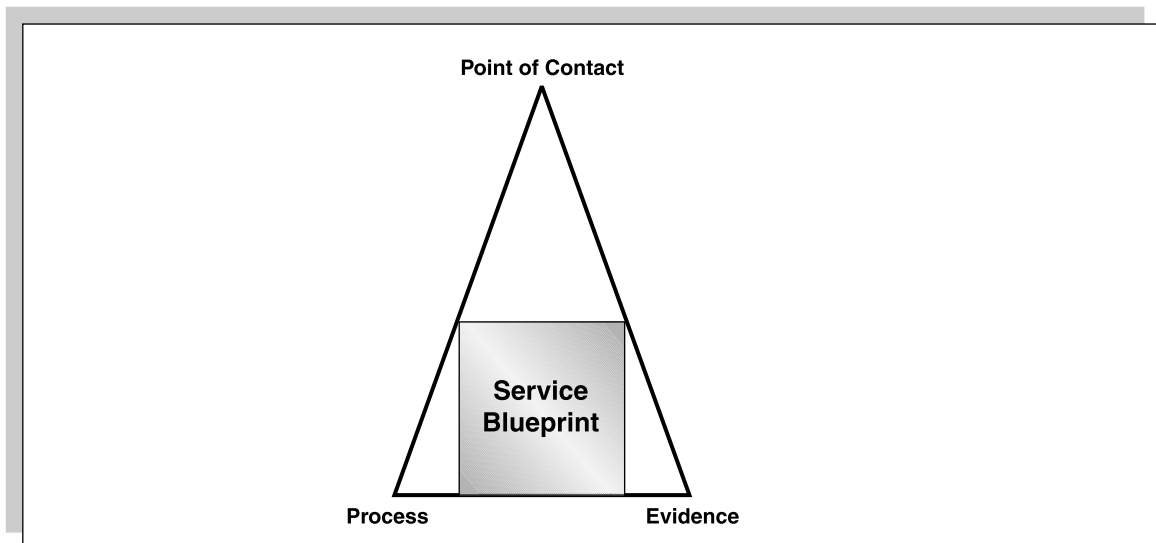 Point of Contact
Service
Blueprint
Process
Evidence